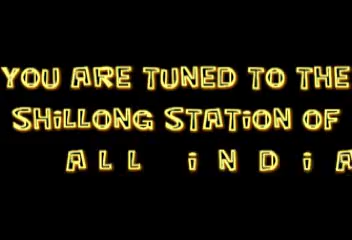 YOU ARE TUNED TO THE
SHiLLONG STATiON OF
ALL iNDiA